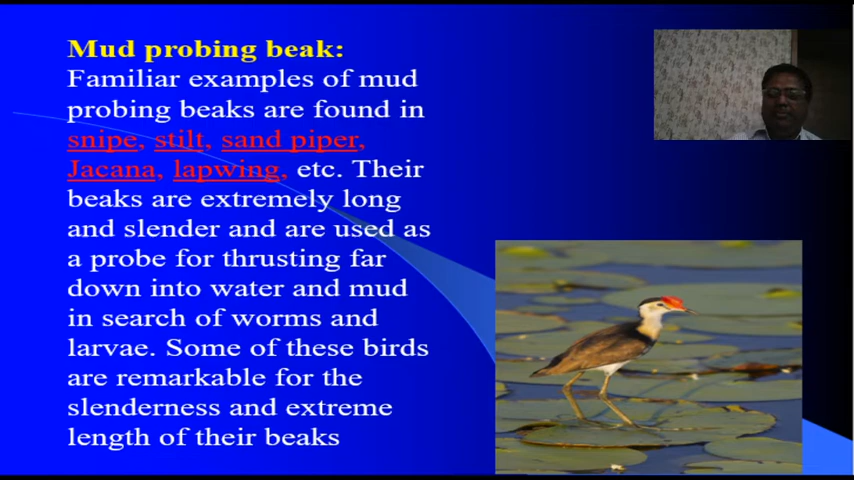 Mud probing beak:
Familiar examples of mud
probing beaks are found in
snipe, stilt, sand piper,
Jacana, lapwing, etc. Their
beaks are extremely long
and slender and are used as
a probe for thrusting far
down into water and mud
in search of worms and
larvae. Some of these birds
are remarkable for the
slenderness and extreme
length of their beaks